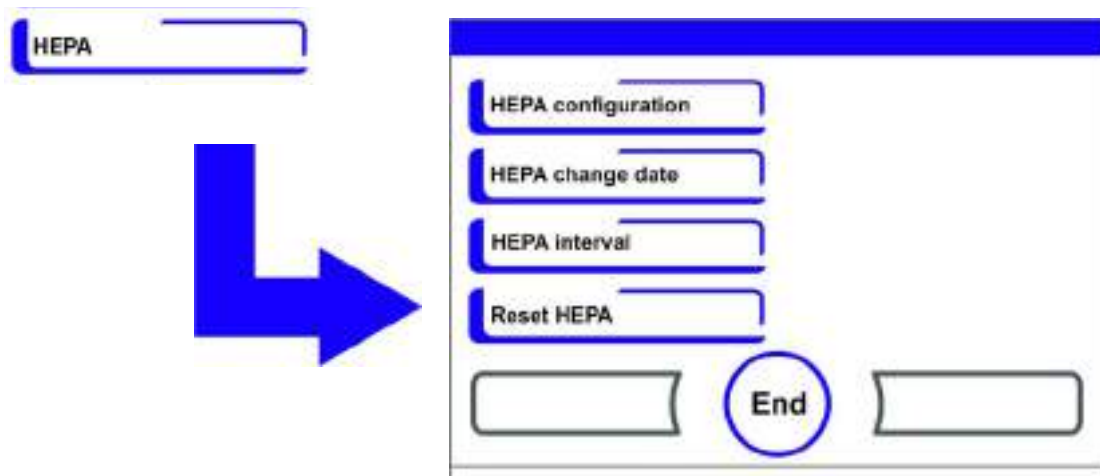 HEPA
HEPA configuration
HEPA change date
HEPA interval
Reset HEPA
End